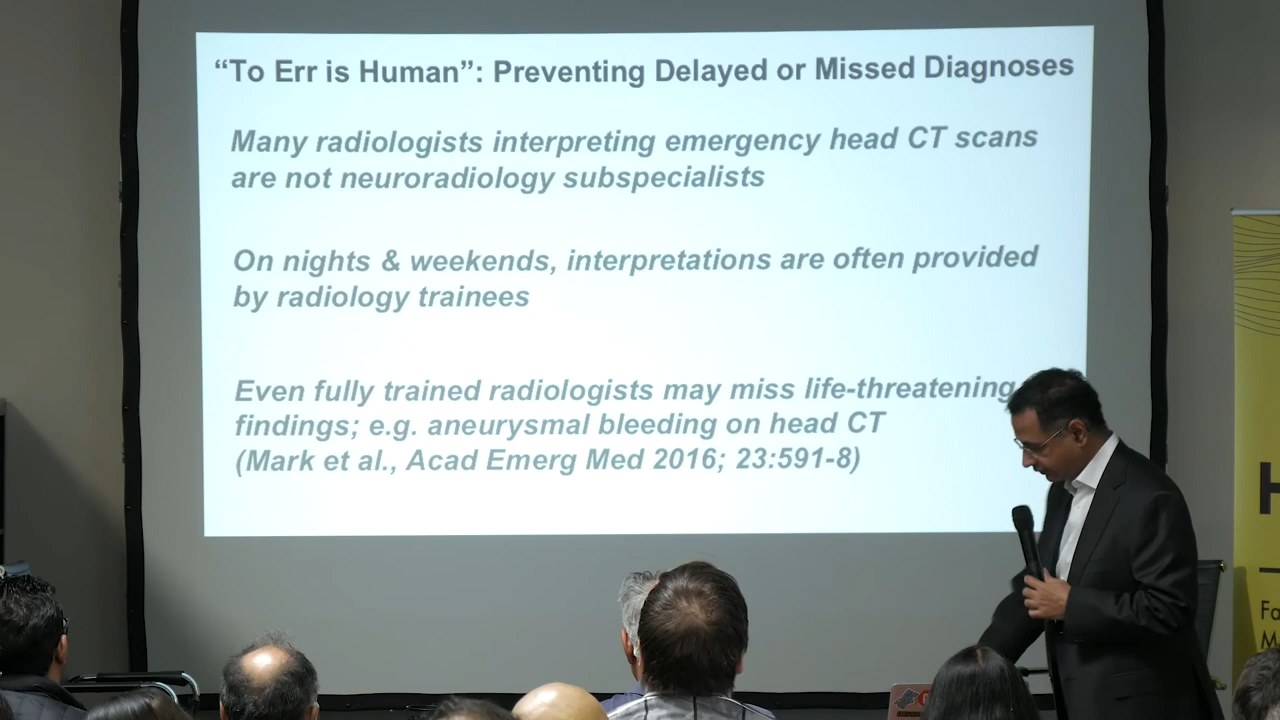 “To Err is Human”: Preventing Delayed or Missed Diagnoses
Many radiologists interpreting emergency head CT scans
are not neuroradiology subspecialists
On nights & weekends, interpretations are often provided
by radiology trainees
Even fully trained radiologists may miss life-threatening
findings; e.g. aneurysmal bleeding on head CT
(Mark et al., Acad Emerg Med 2016; 23:591-8)